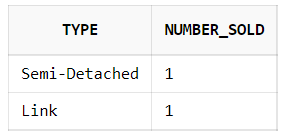 TYPE NUMBER_SOLD
Semi-Detached 1
Link 1